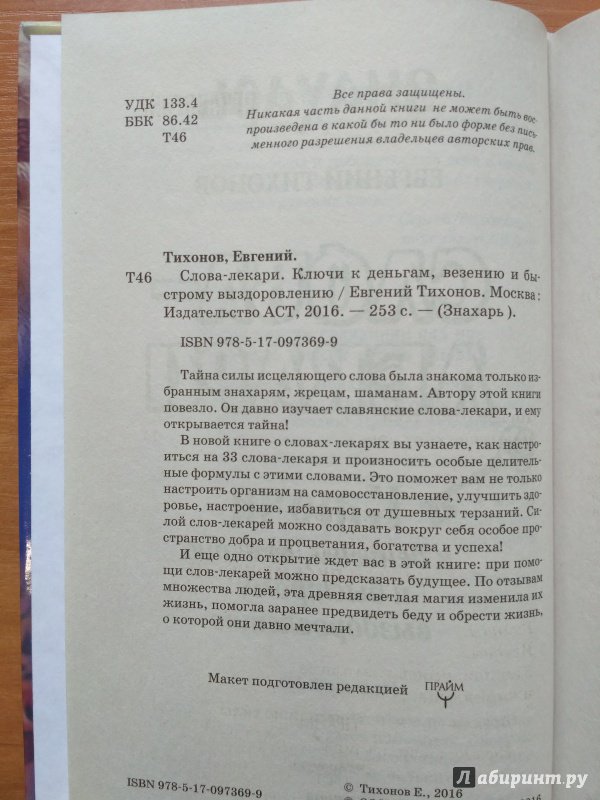 УДК 133.4
ББК 86.42
Т46
Все права защищены.
Никакая часть данной книги не может быть вос-
произведена в какой бы то ни было форме без пись-
менного разрешения владельцев авторских прав.
Тихонов, Евгений.
Т46 Слова-лекари. Ключи к деньгам, везению и бы-
строму выздоровлению / Евгений Тихонов. Москва :
Издательство АСТ, 2016. — 253 с. — (Знахарь ).
ISBN 978-5-17-097369-9
Тайна силы исцеляющего слова была знакома только из-
бранным знахарям, жрецам, шаманам. Автору этой книги
повезло. Он давно изучает славянские слова-лекари, и ему
открывается тайна!
В новой книге о словах-лекарях вы узнаете, как настро-
иться на 33 слова-лекаря и произносить особые целитель-
ные формулы с этими словами. Это поможет вам не только
настроить организм на самовосстановление, улучшить здо-
ровье, настроение, избавиться от душевных терзаний. Си-
лой слов-лекарей можно создавать вокруг себя особое про-
странство добра и процветания, богатства и успеха!
И еще одно открытие ждет вас в этой книге: при помо-
щи слов-лекарей можно предсказать будущее. По отзывам
множества людей, эта древняя светлая магия изменила их
жизнь, помогла заранее предвидеть беду и обрести жизнь,
о которой они давно мечтали.
Макет подготовлен редакцией ПРАЙМ
ISBN 978-5-17-097369-9
© Тихонов Е., 2016
лабиринт.ру